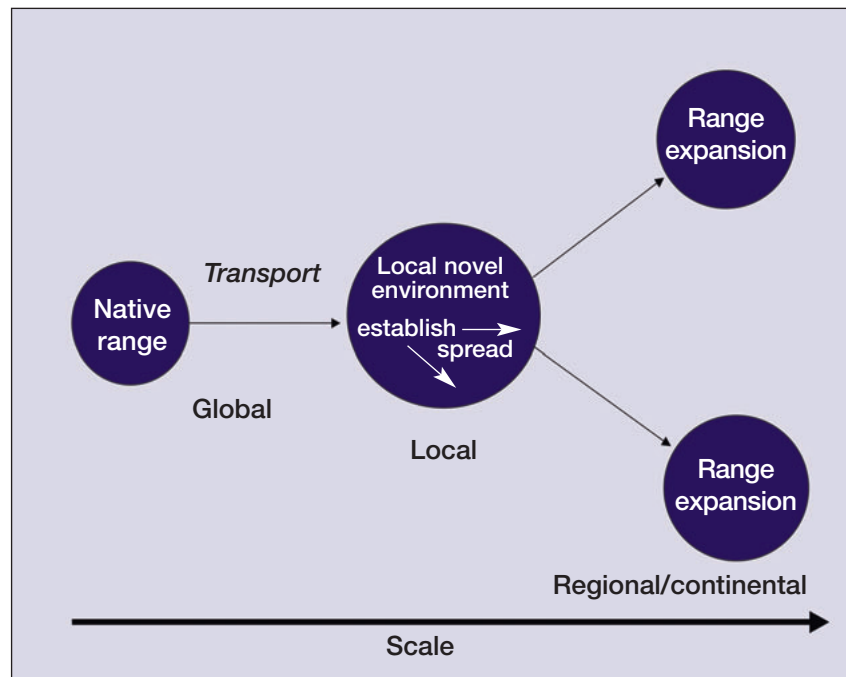 Range
expansion
Transport
Local novel
environment
Native
range
establish
spread
Global
Local
Range
expansion
Regional/continental
Scale